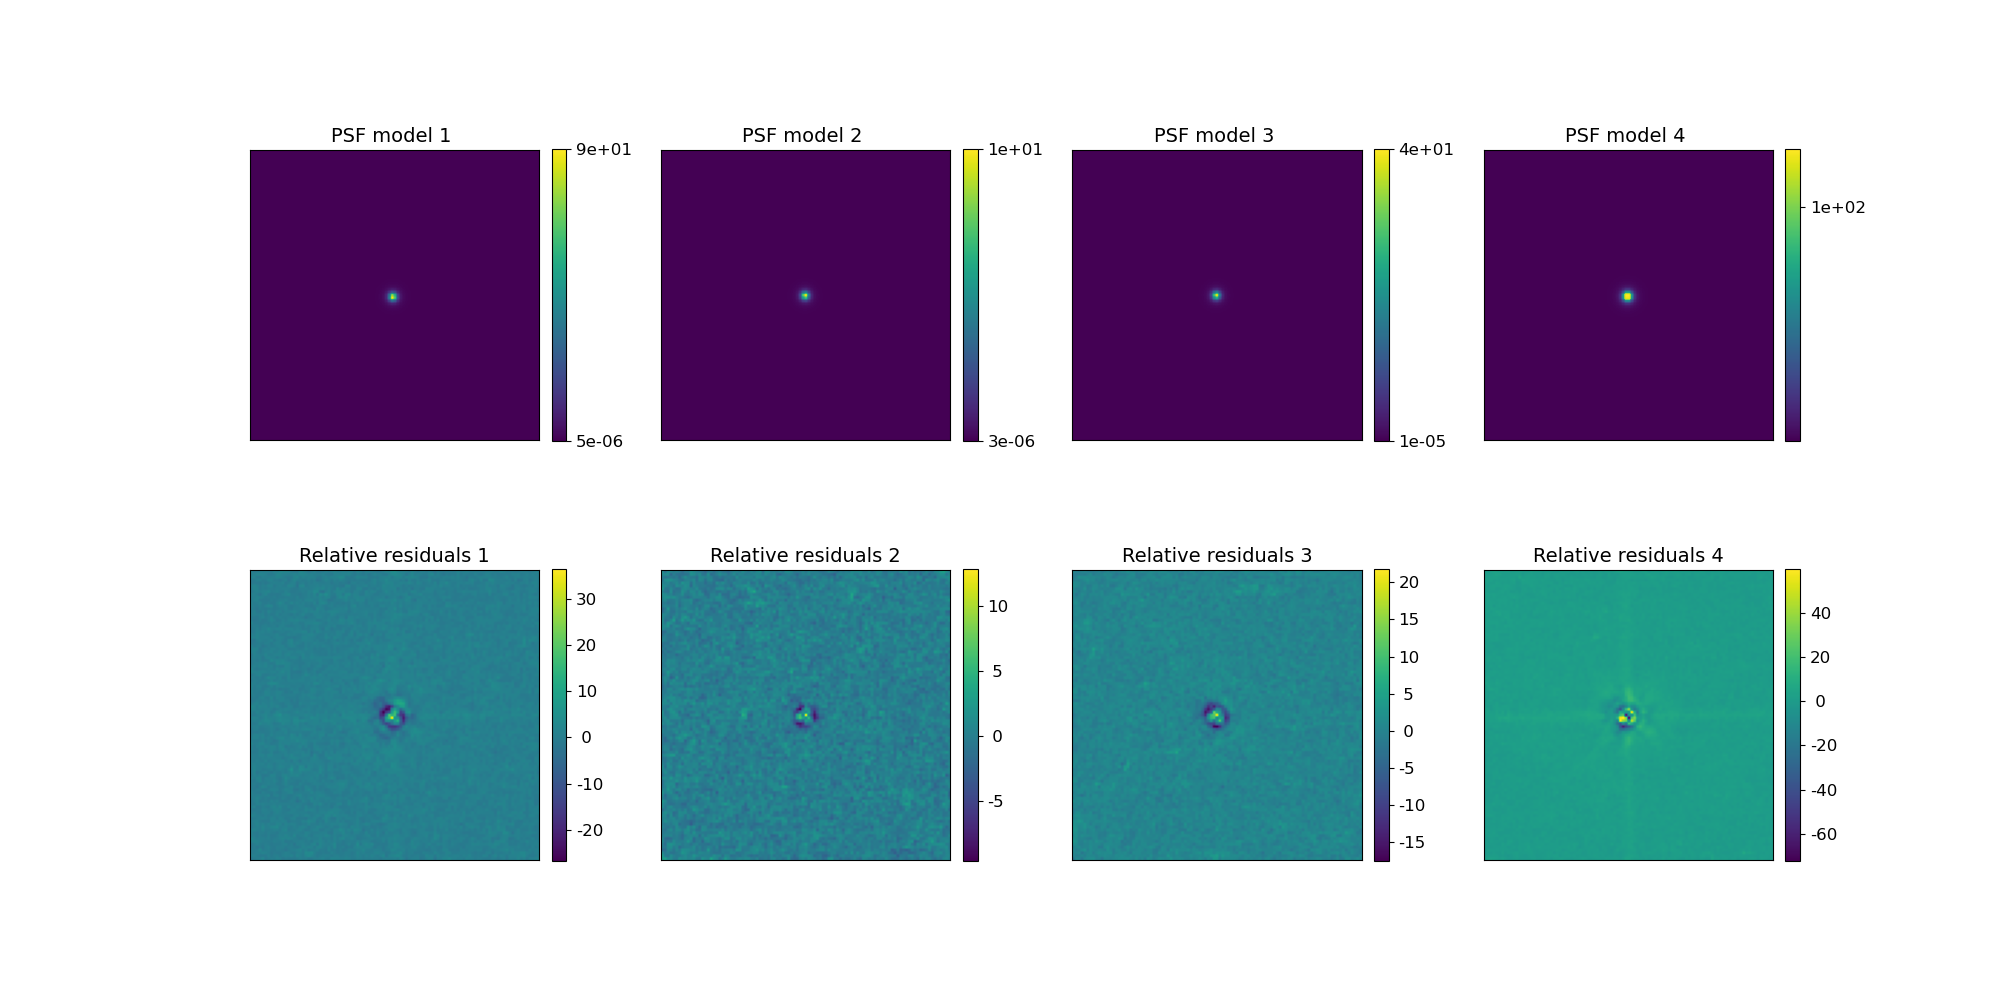 PSF model 1
PSF model 2
PSF model 3
PSF model 4
9e+01
5e-06
1e+01
3e-06
4e+01
1e-05
1e+02
Relative residuals 1
Relative residuals 2
Relative residuals 3
Relative residuals 4
30
20
10
0
-10
-20
10
5
0
-5
20
15
10
5
0
-5
-10
-15
40
20
0
-20
-40
-60